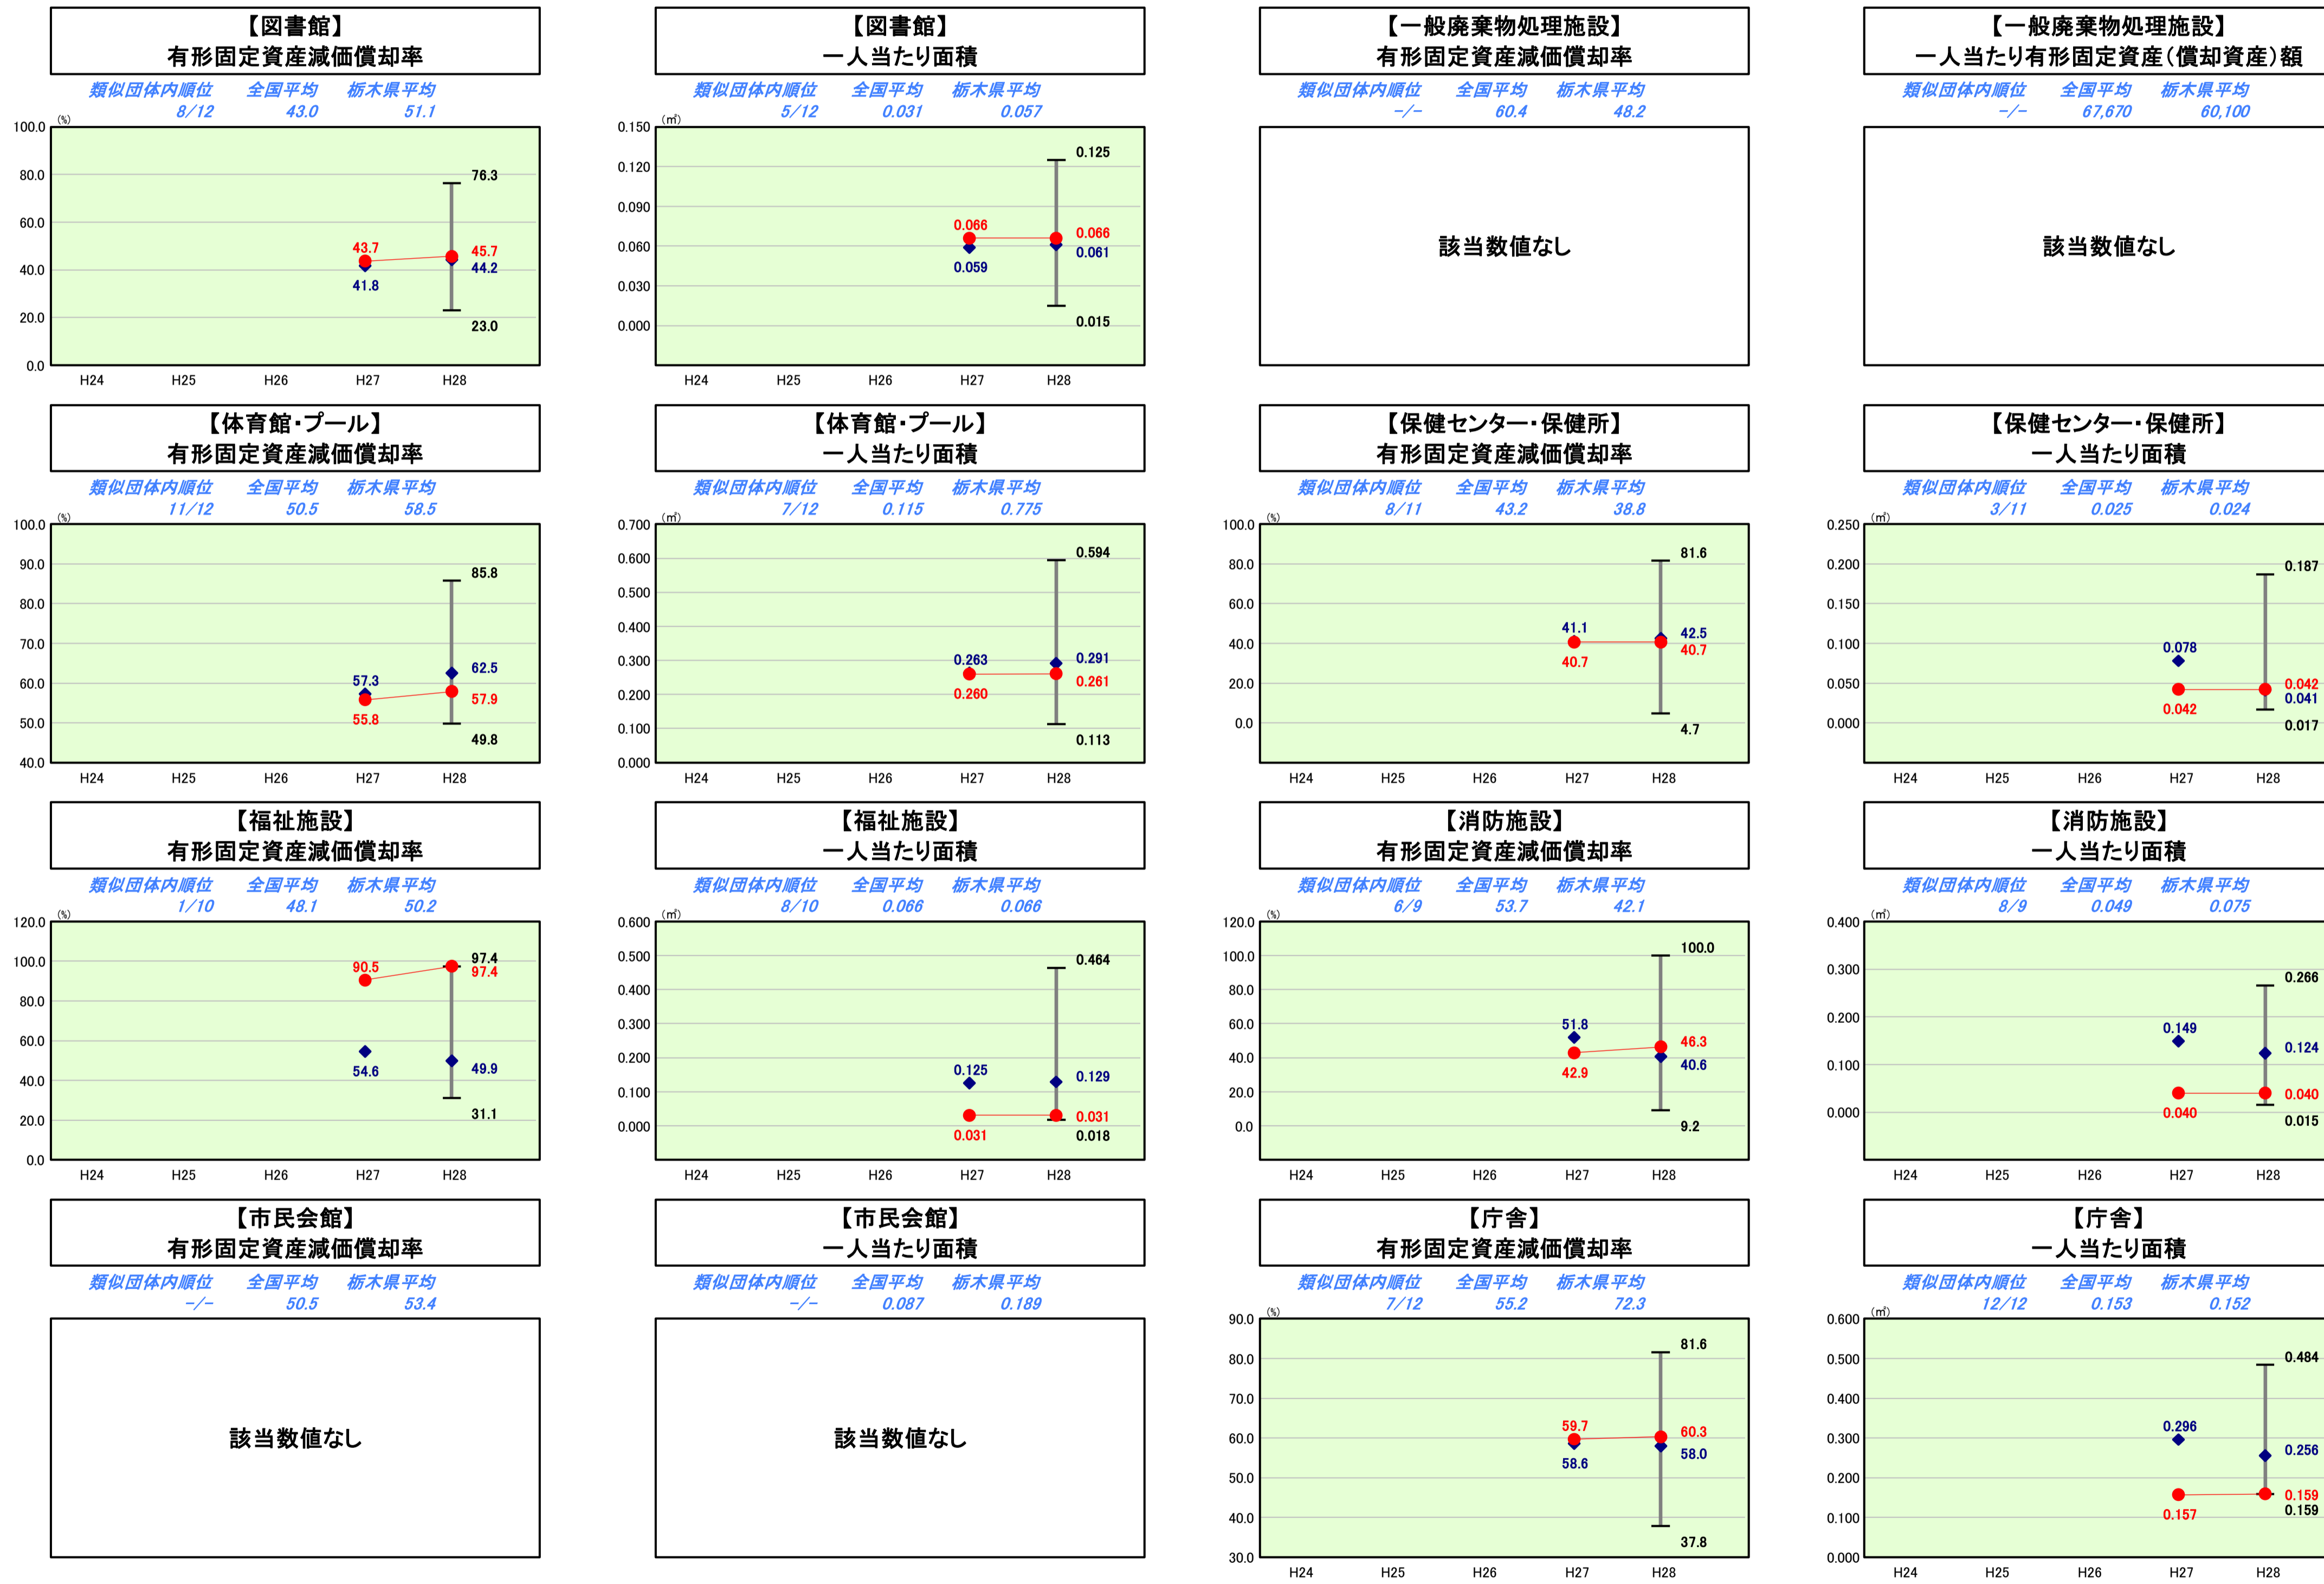 【図書館】
有形固定資産減価償却率
類似団体内順位 全国平均 栃木県平均
8/12 43.0 51.1
(%)
100.0
80.0
60.0
40.0
20.0
0.0
76.3
43.7
45.7
44.2
41.8
23.0
H24 H25 H26 H27 H28
【図書館】
一人当たり面積
類似団体内順位 全国平均 栃木県平均
5/12 0.031 0.057
(㎡)
0.150
0.120
0.090
0.060
0.030
0.000
0.125
0.066
0.066
0.061
0.059
0.015
H24 H25 H26 H27 H28
【一般廃棄物処理施設】
有形固定資産減価償却率
類似団体内順位 全国平均 栃木県平均
-/- 60.4 48.2
該当数値なし
【一般廃棄物処理施設】
一人当たり有形固定資産(償却資産)額
類似団体内順位 全国平均 栃木県平均
-/- 67,670 60,100
該当数値なし
【体育館・プール】
有形固定資産減価償却率
類似団体内順位 全国平均 栃木県平均
11/12 50.5 58.5
(%)
100.0
90.0
80.0
70.0
60.0
50.0
40.0
85.8
62.5
57.3
57.9
55.8
49.8
H24 H25 H26 H27 H28
【体育館・プール】
一人当たり面積
類似団体内順位 全国平均 栃木県平均
7/12 0.115 0.775
(㎡)
0.700
0.600
0.500
0.400
0.300
0.200
0.100
0.000
0.594
0.263
0.291
0.261
0.260
0.113
H24 H25 H26 H27 H28
【保健センター・保健所】
有形固定資産減価償却率
類似団体内順位 全国平均 栃木県平均
8/11 43.2 38.8
(%)
100.0
80.0
60.0
40.0
20.0
0.0
81.6
41.1
42.5
40.7
40.7
4.7
H24 H25 H26 H27 H28
【保健センター・保健所】
一人当たり面積
類似団体内順位 全国平均 栃木県平均
3/11 0.025 0.024
(㎡)
0.250
0.200
0.150
0.100
0.050
0.000
0.187
0.078
0.042
0.041
0.042
0.017
H24 H25 H26 H27 H28
【福祉施設】
有形固定資産減価償却率
類似団体内順位 全国平均 栃木県平均
1/10 48.1 50.2
(%)
120.0
100.0
80.0
60.0
40.0
20.0
0.0
97.4
90.5
97.4
54.6
49.9
31.1
H24 H25 H26 H27 H28
【福祉施設】
一人当たり面積
類似団体内順位 全国平均 栃木県平均
8/10 0.066 0.066
(㎡)
0.600
0.500
0.400
0.300
0.200
0.100
0.000
0.464
0.125
0.129
0.031
0.031
0.018
H24 H25 H26 H27 H28
【消防施設】
有形固定資産減価償却率
類似団体内順位 全国平均 栃木県平均
6/9 53.7 42.1
(%)
120.0
100.0
80.0
60.0
40.0
20.0
0.0
100.0
51.8
46.3
40.6
42.9
9.2
H24 H25 H26 H27 H28
【消防施設】
一人当たり面積
類似団体内順位 全国平均 栃木県平均
8/9 0.049 0.075
(㎡)
0.400
0.300
0.200
0.100
0.000
0.266
0.149
0.124
0.040
0.040
0.015
H24 H25 H26 H27 H28
【市民会館】
有形固定資産減価償却率
類似団体内順位 全国平均 栃木県平均
-/- 50.5 53.4
該当数値なし
【市民会館】
一人当たり面積
類似団体内順位 全国平均 栃木県平均
-/- 0.087 0.189
該当数値なし
【庁舎】
有形固定資産減価償却率
類似団体内順位 全国平均 栃木県平均
7/12 55.2 72.3
(%)
90.0
80.0
70.0
60.0
50.0
40.0
30.0
81.6
59.7
60.3
58.0
58.6
37.8
H24 H25 H26 H27 H28
【庁舎】
一人当たり面積
類似団体内順位 全国平均 栃木県平均
12/12 0.153 0.152
(㎡)
0.600
0.500
0.400
0.300
0.200
0.100
0.000
0.484
0.296
0.256
0.159
0.157
0.159
H24 H25 H26 H27 H28